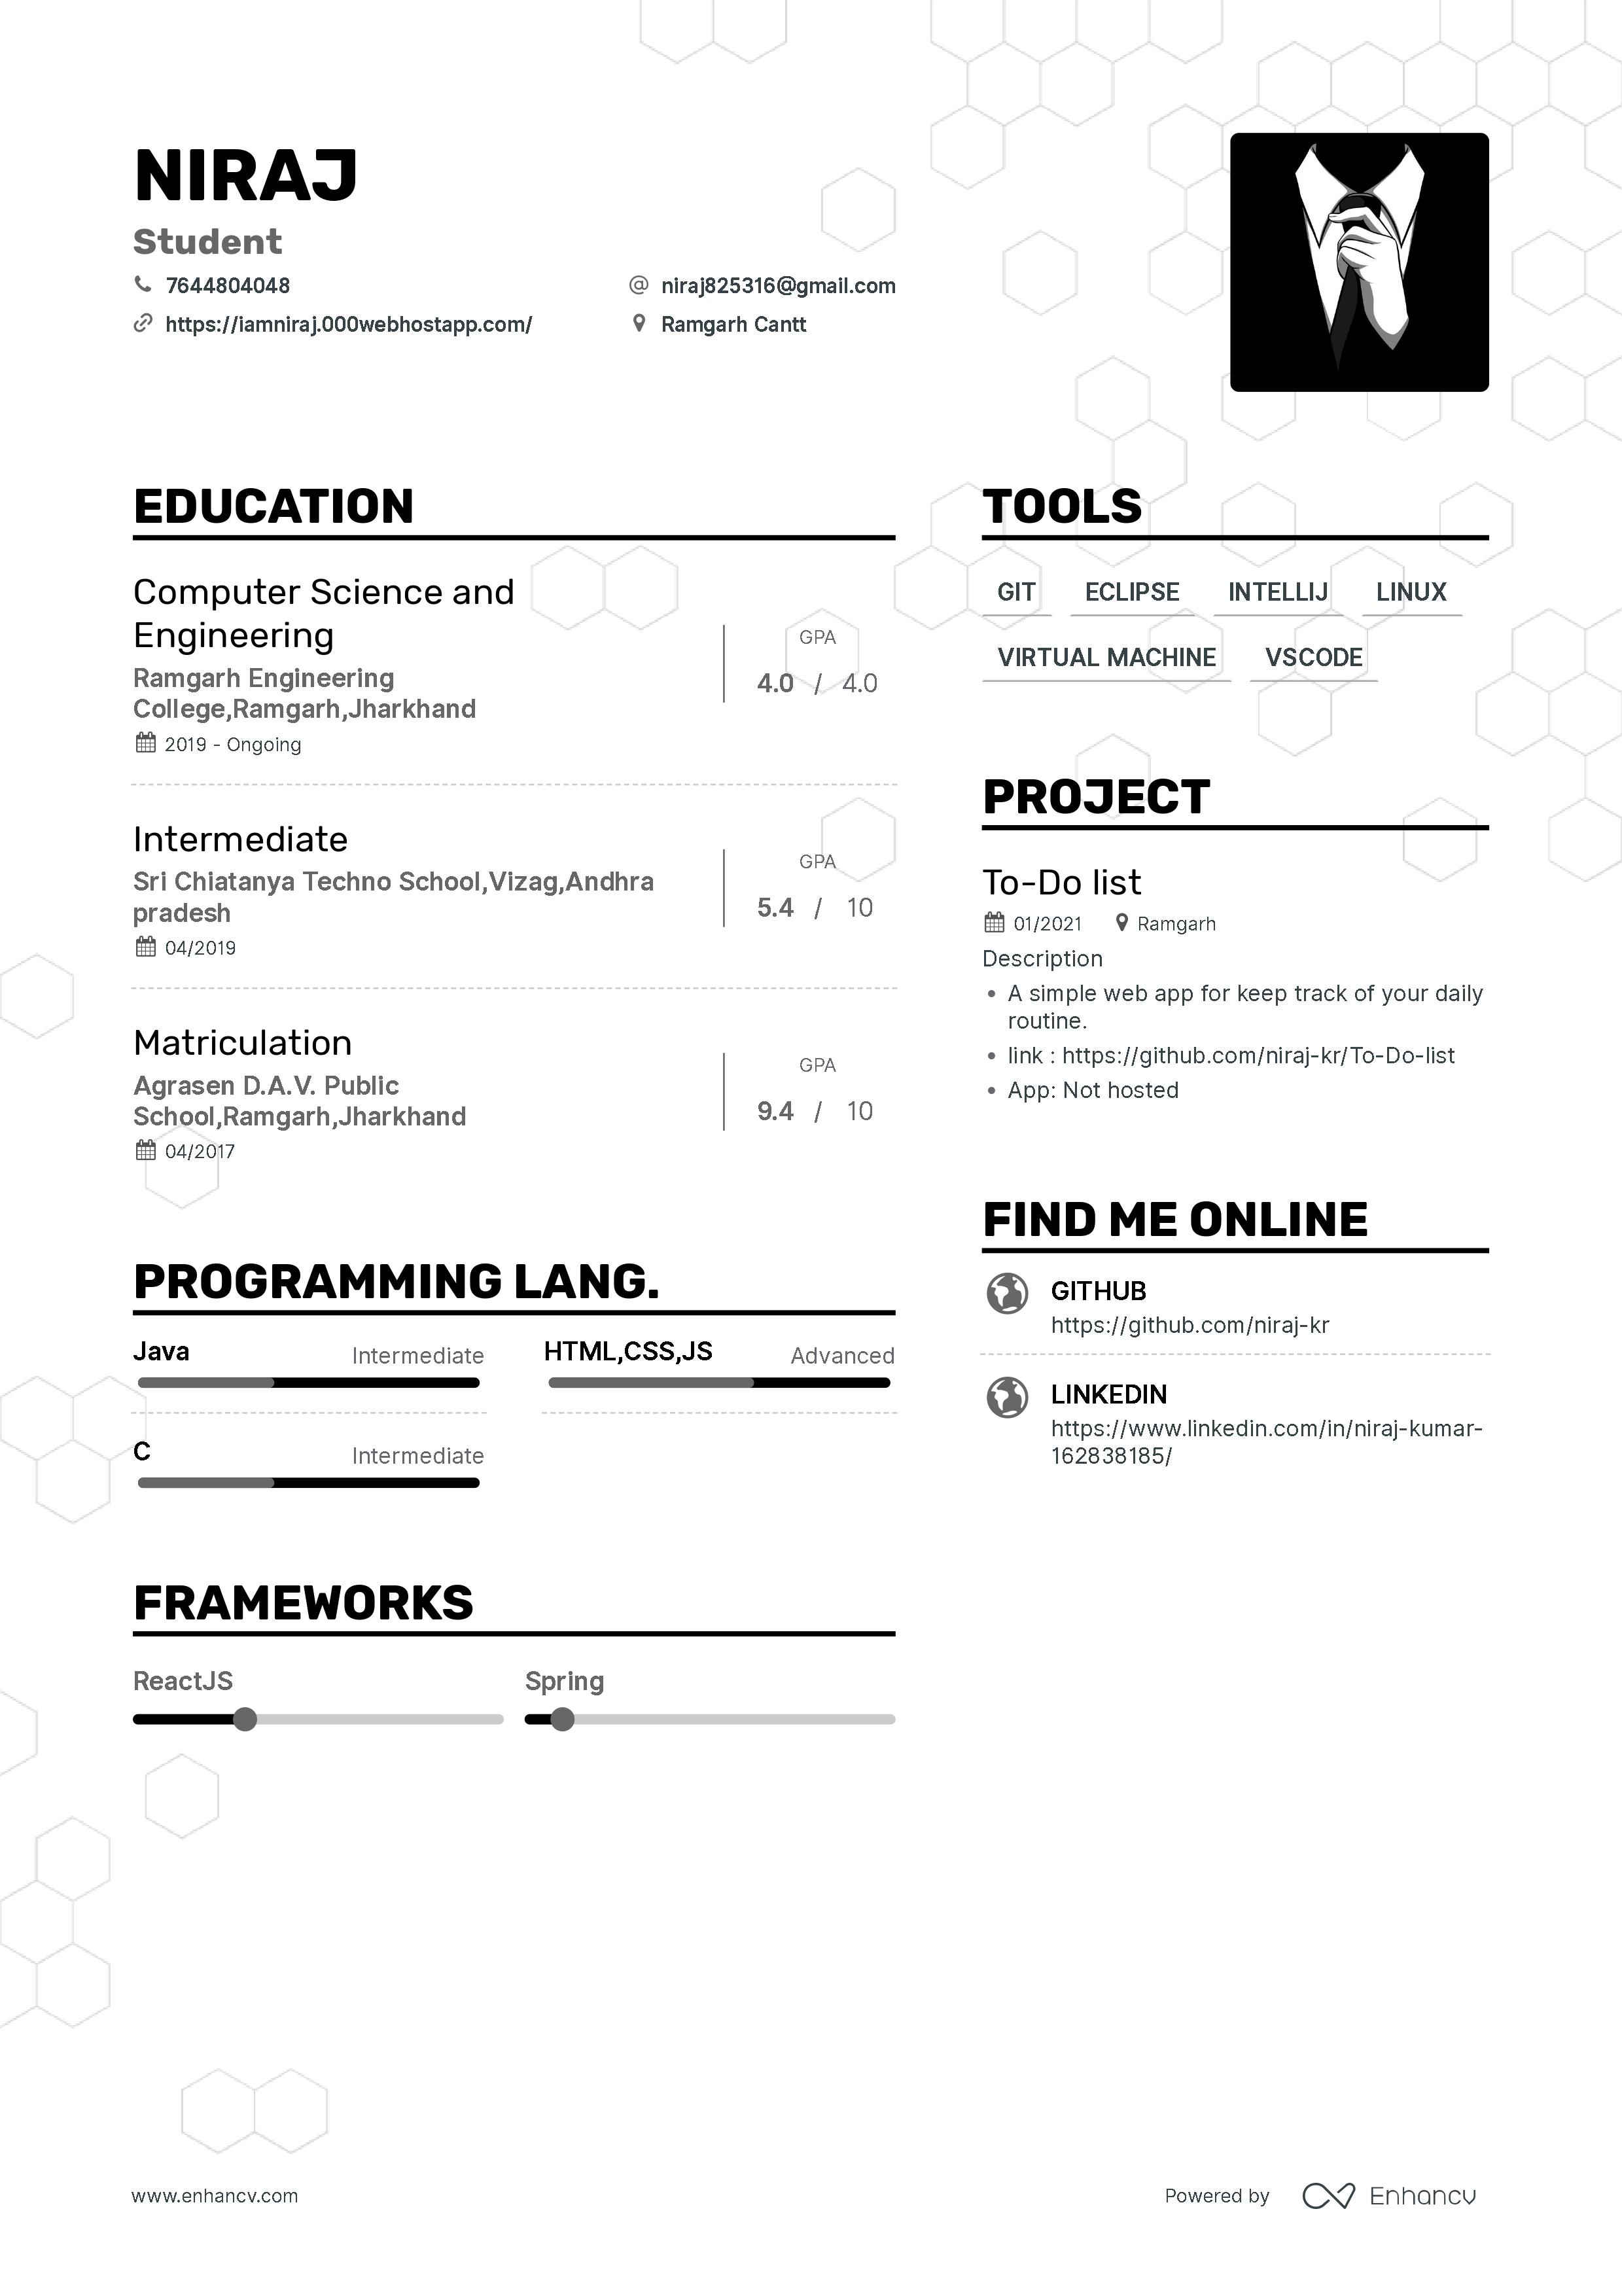 NIRAJ
Student
7644804048
niraj825316@gmail.com
https://iamniraj.000webhostapp.com/
Ramgarh Cantt
EDUCATION
Computer Science and
Engineering
Ramgarh Engineering
College,Ramgarh,Jharkhand
2019 - Ongoing
GPA
4.0 / 4.0
Intermediate
Sri Chiatanya Techno School,Vizag,Andhra
pradesh
04/2019
GPA
5.4 / 10
Matriculation
Agrasen D.A.V. Public
School,Ramgarh,Jharkhand
04/2017
GPA
9.4 / 10
PROGRAMMING LANG.
Java Intermediate
HTML,CSS,JS Advanced
C Intermediate
FRAMEWORKS
ReactJS
Spring
TOOLS
GIT ECLIPSE INTELLIJ LINUX
VIRTUAL MACHINE VSCODE
PROJECT
To-Do list
01/2021 Ramgarh
Description
• A simple web app for keep track of your daily
routine.
• link : https://github.com/niraj-kr/To-Do-list
• App: Not hosted
FIND ME ONLINE
GITHUB
https://github.com/niraj-kr
LINKEDIN
https://www.linkedin.com/in/niraj-kumar-
162838185/
www.enhancv.com
Powered by Enhancv